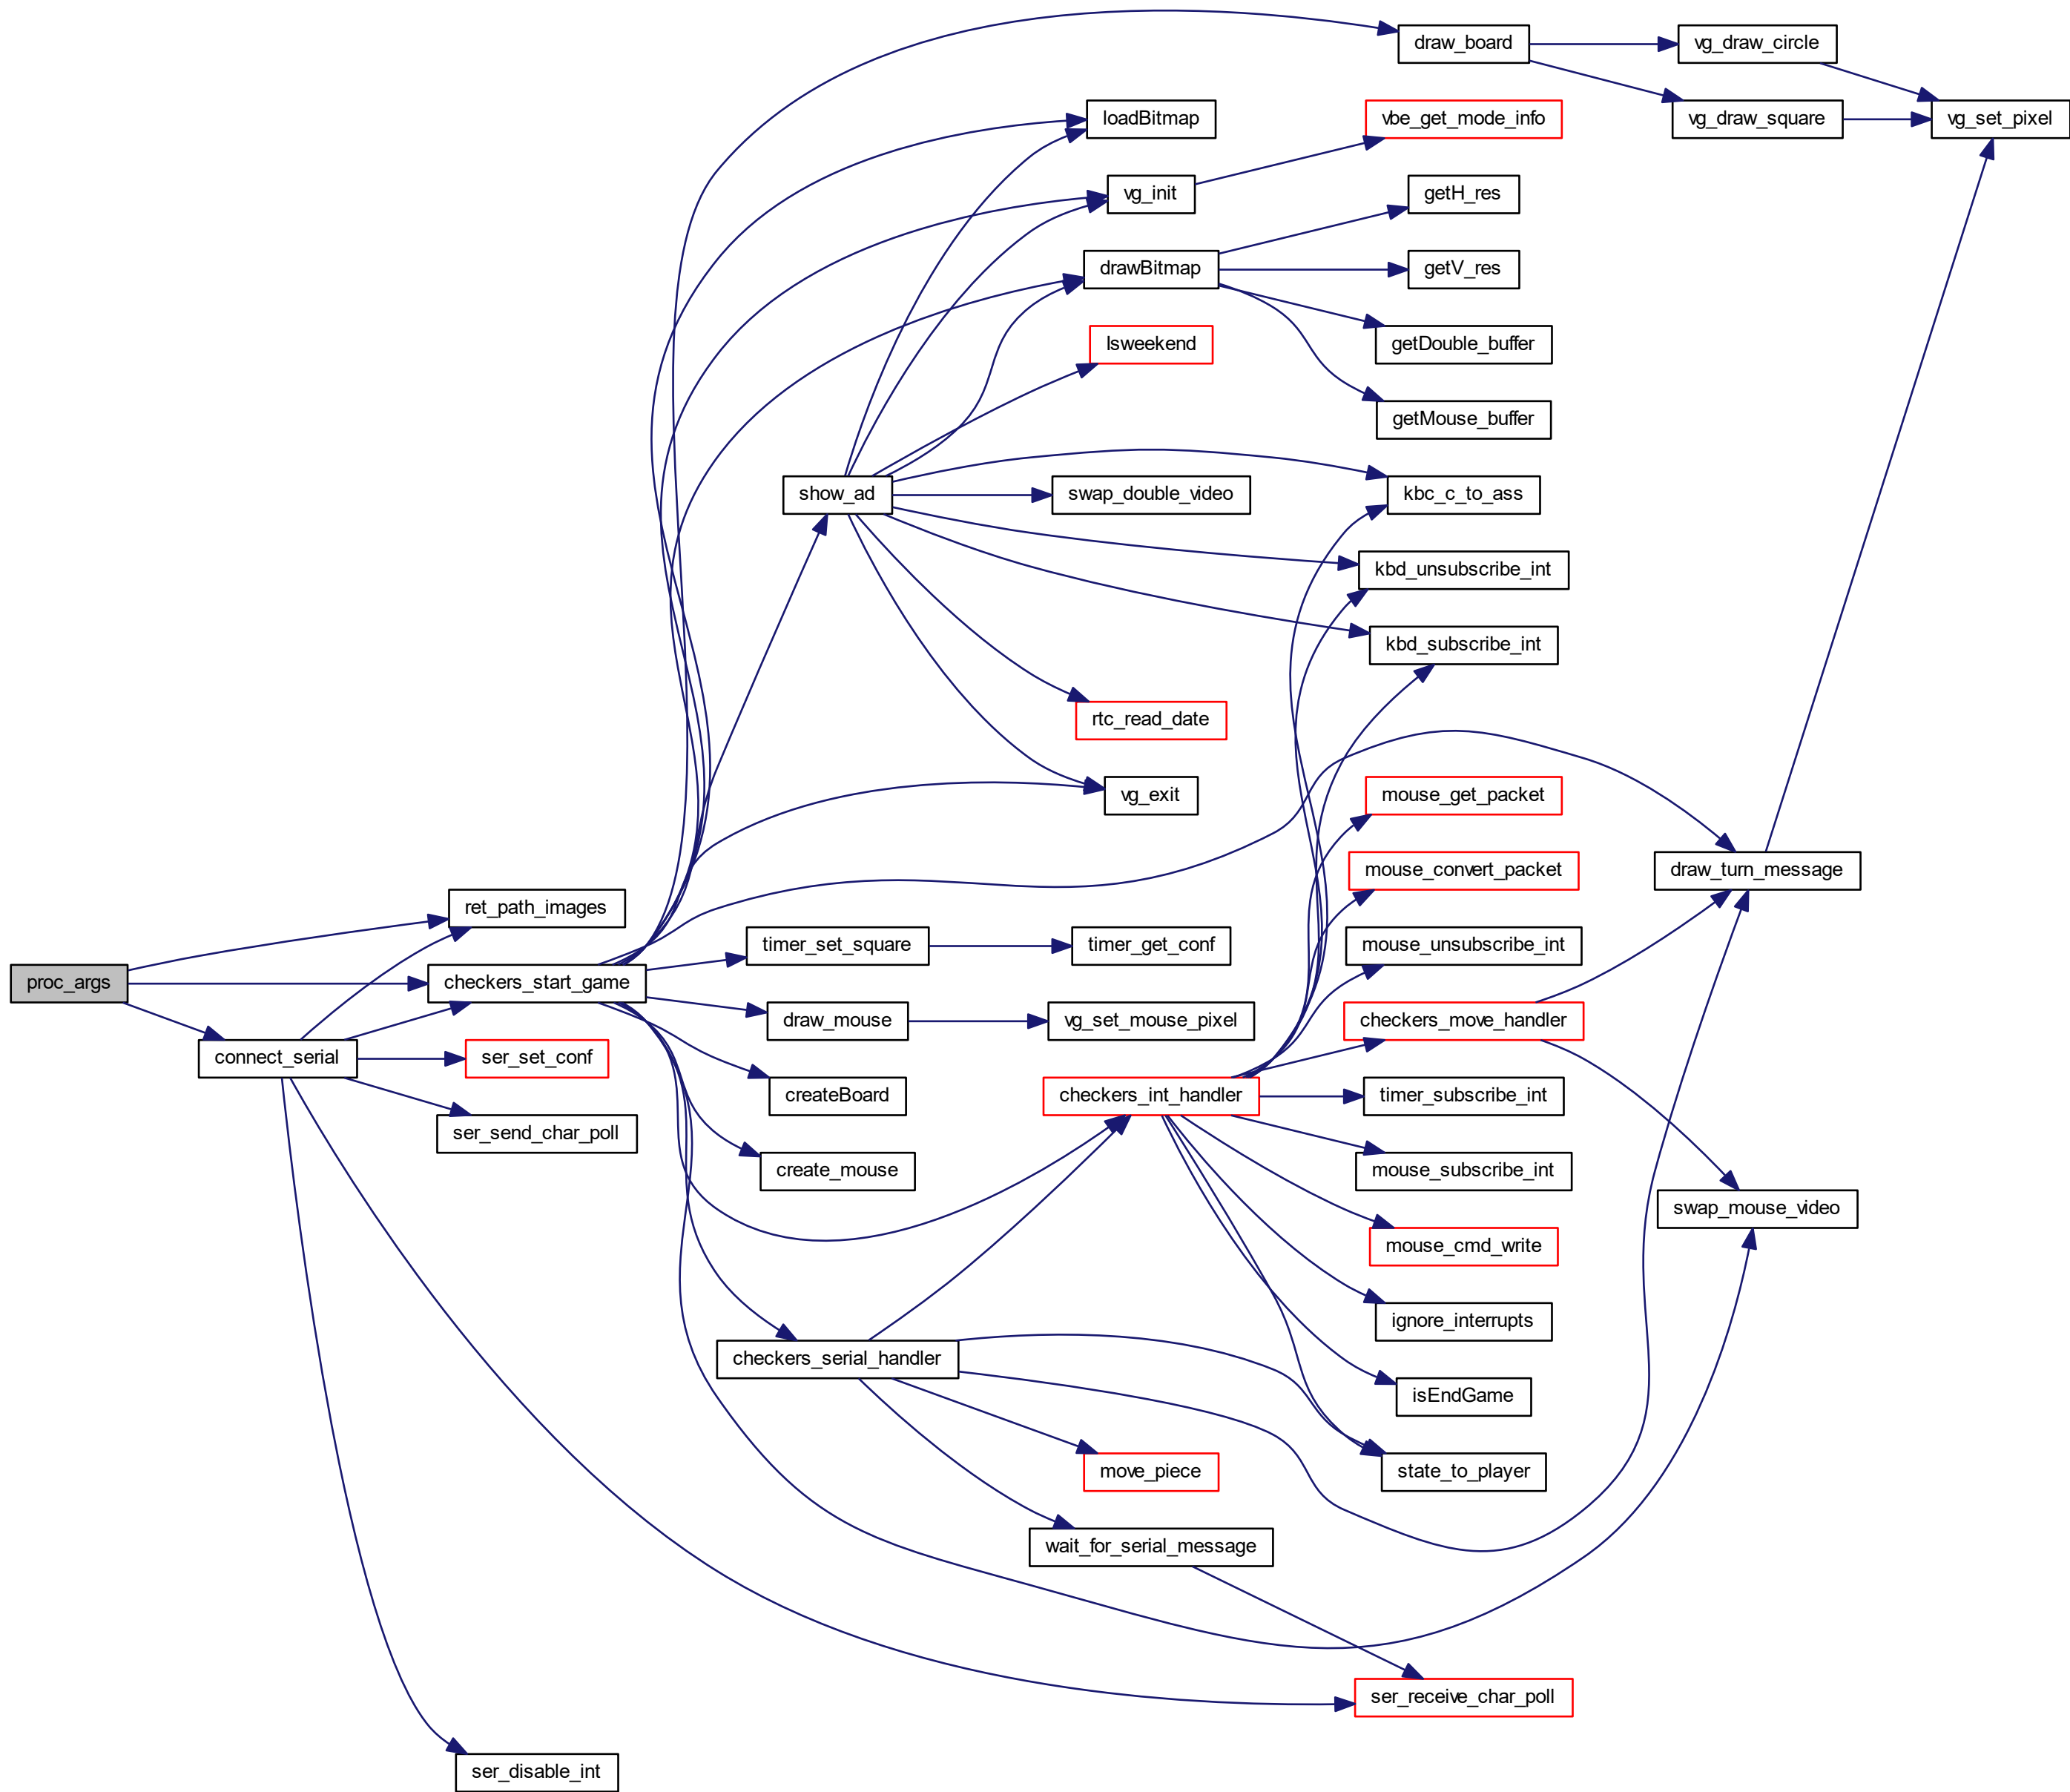 draw_board
vg_draw_circle
loadBitmap
vbe_get_mode_info
vg_draw_square
vg_set_pixel
vg_init
getH_res
drawBitmap
getV_res
Isweekend
getDouble_buffer
getMouse_buffer
show_ad
swap_double_video
kbc_c_to_ass
kbd_unsubscribe_int
kbd_subscribe_int
rtc_read_date
vg_exit
mouse_get_packet
mouse_convert_packet
draw_turn_message
ret_path_images
timer_set_square
timer_get_conf
mouse_unsubscribe_int
proc_args
checkers_start_game
draw_mouse
vg_set_mouse_pixel
checkers_move_handler
connect_serial
ser_set_conf
createBoard
checkers_int_handler
timer_subscribe_int
ser_send_char_poll
create_mouse
mouse_subscribe_int
swap_mouse_video
mouse_cmd_write
ignore_interrupts
checkers_serial_handler
isEndGame
move_piece
state_to_player
wait_for_serial_message
ser_receive_char_poll
ser_disable_int